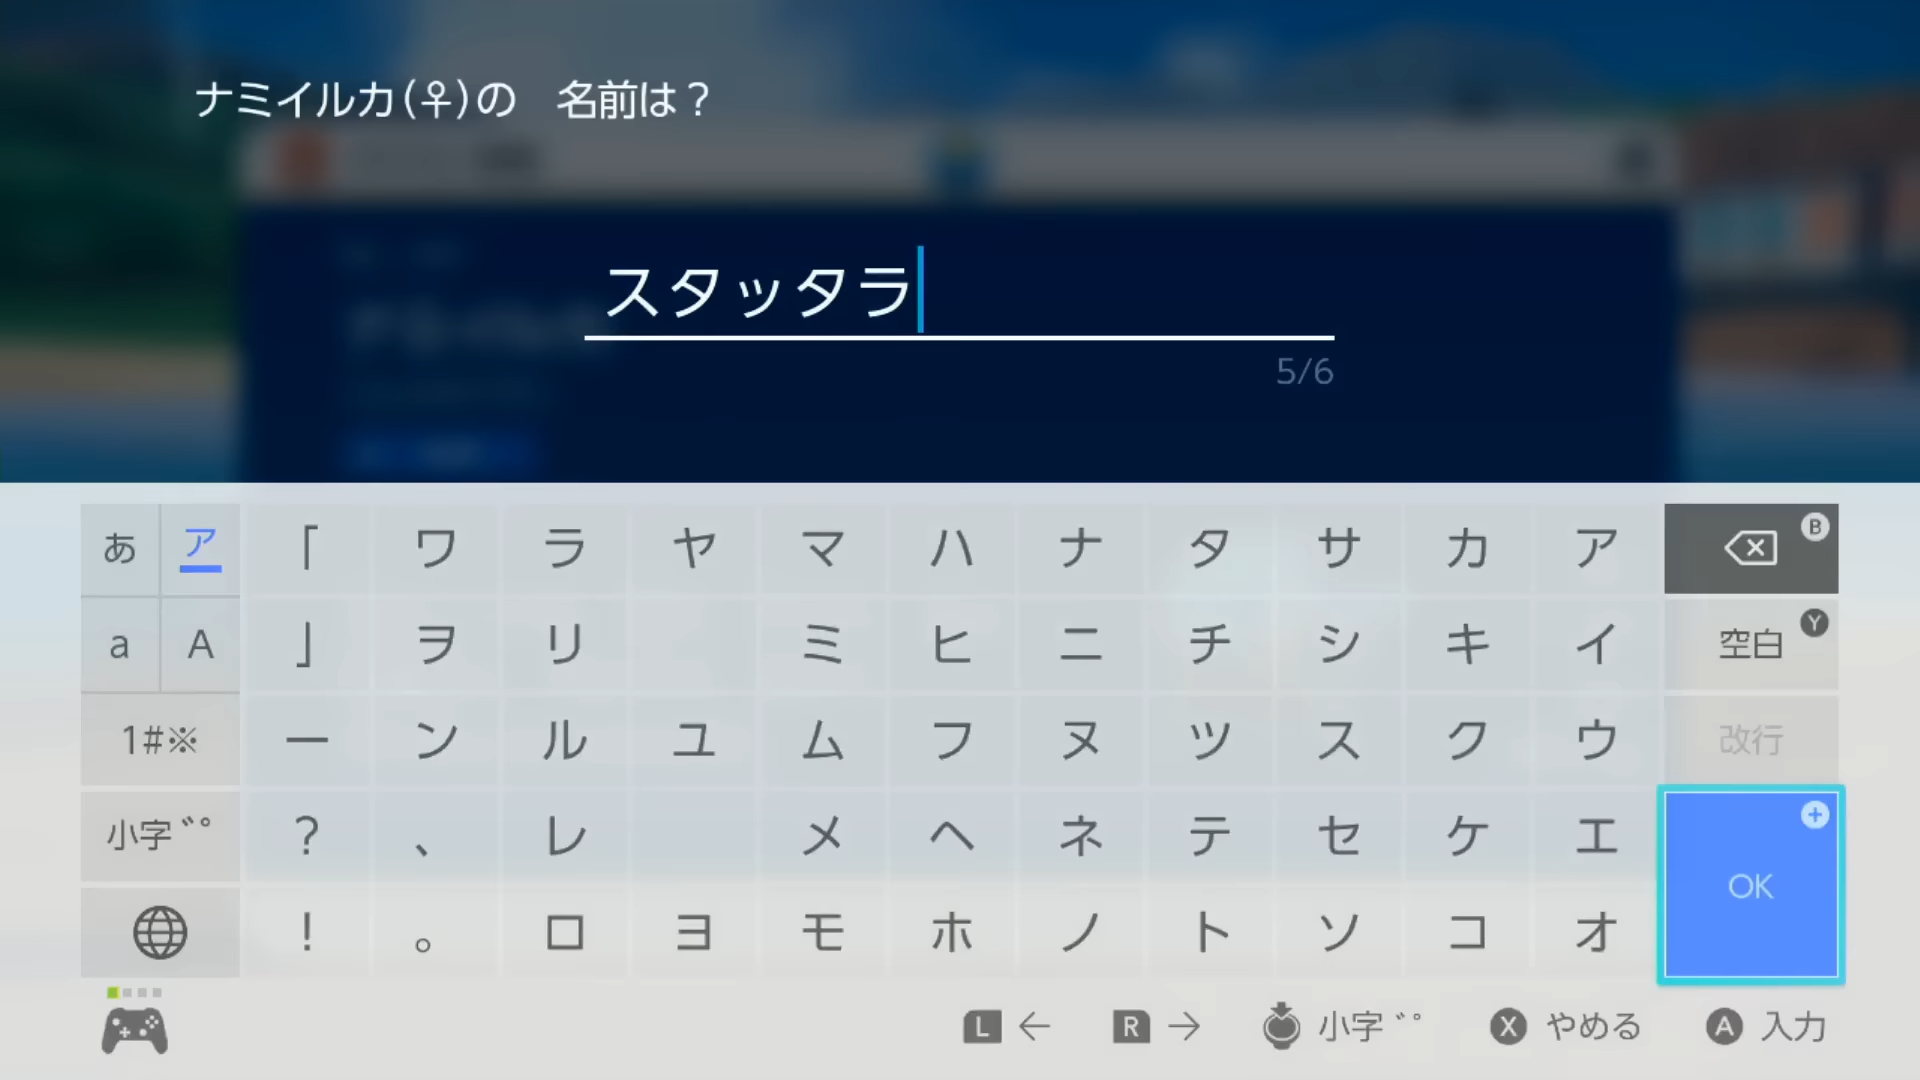 ナミイルカ(♀)の 名前は？
スタッタラ
5/6
あ ア 「 ワ ラ ヤ マ ハ ナ タ サ カ ア B
a A 」 ヲ リ ミ ヒ ニ チ シ キ イ 空白 Y
1#※ ー ン ル ユ ム フ ヌ ツ ス ク ウ 改行
小字゛゜ ？ 、 レ メ ヘ ネ テ セ ケ エ
！ 。 ロ ヨ モ ホ ノ ト ソ コ オ OK +
L ← R → 小字゛゜ X やめる A 入力